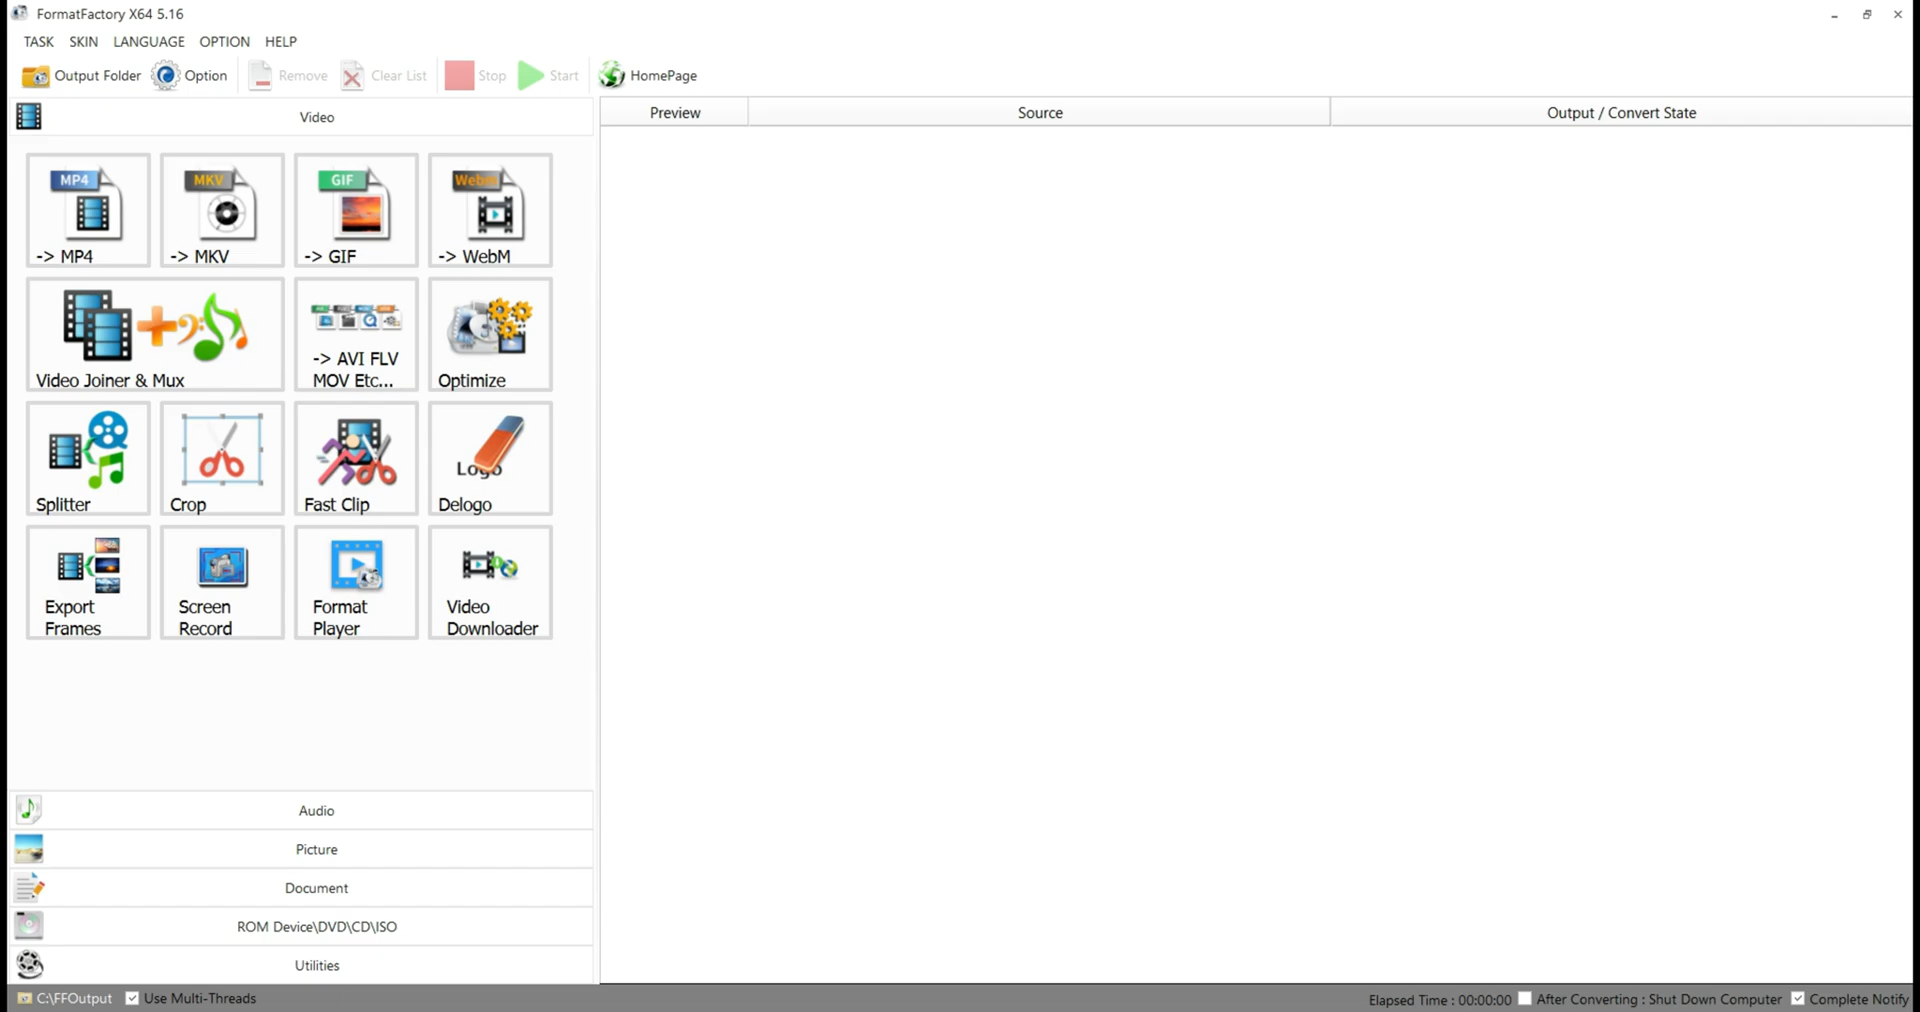 FormatFactory X64 5.16
TASK SKIN LANGUAGE OPTION HELP
Output Folder Option Remove Clear List Stop Start HomePage
Video
Preview Source Output / Convert State
MP4 MKV GIF WebM
-> MP4 -> MKV -> GIF -> WebM
Video Joiner & Mux
-> AVI FLV
MOV Etc...
Optimize
Logo
Splitter Crop Fast Clip Delogo
Export
Frames
Screen
Record
Format
Player
Video
Downloader
Audio
Picture
Document
ROM Device\DVD\CD\ISO
Utilities
C:\FFOutput Use Multi-Threads Elapsed Time : 00:00:00 After Converting : Shut Down Computer Complete Notify